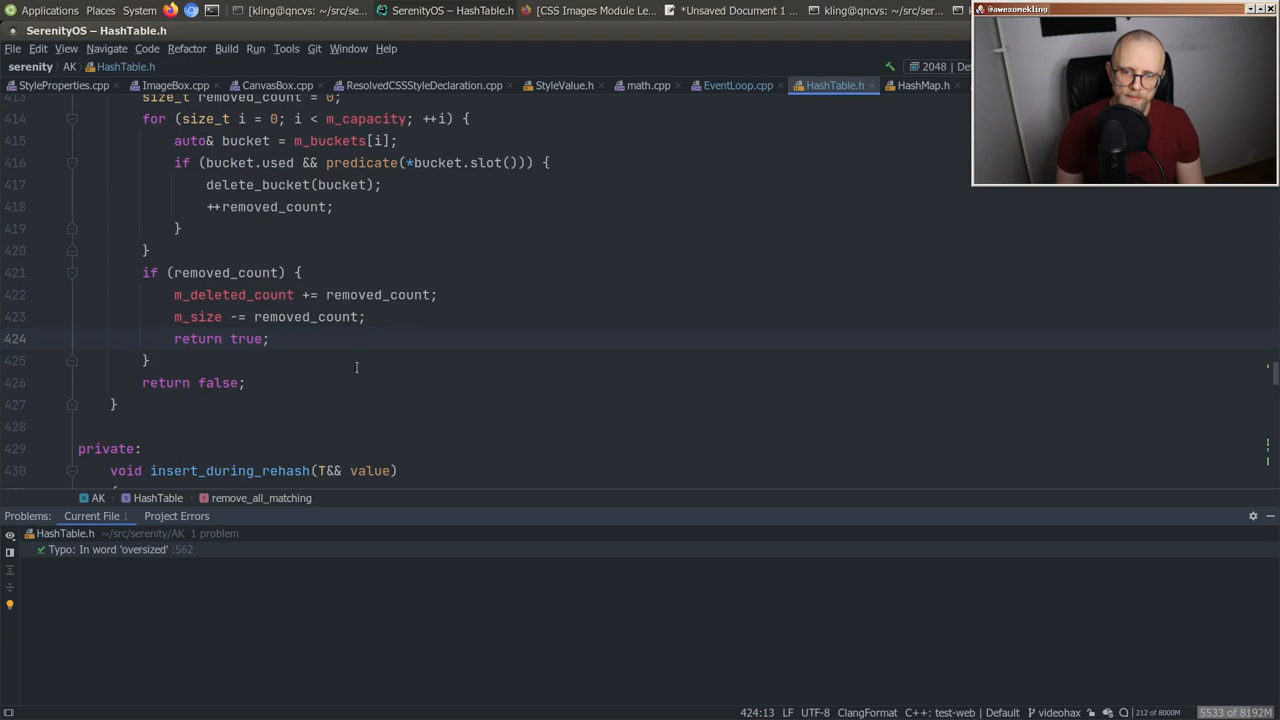 Applications Places [kling@qncvs: ~/src/se... SerenityOS – HashTable.h [CSS Images Module Le... *Unsaved Document 1 ... kling@qncvs: ~/src/se...
SerenityOS – HashTable.h
@awesomekling
File Edit View Navigate Code Refactor Build Run Tools Git Window Help
serenity AK HashTable.h 2048 | De
StyleProperties.cpp ImageBox.cpp CanvasBox.cpp ResolvedCSSStyleDeclaration.cpp StyleValue.h math.cpp EventLoop.cpp HashTable.h HashMap.h
413 size_t removed_count = 0;
414 for (size_t i = 0; i < m_capacity; ++i) {
415 auto& bucket = m_buckets[i];
416 if (bucket.used && predicate(*bucket.slot())) {
417 delete_bucket(bucket);
418 ++removed_count;
419 }
420 }
421 if (removed_count) {
422 m_deleted_count += removed_count;
423 m_size -= removed_count;
424 return true;
425 }
426 return false;
427 }
428
429 private:
430 void insert_during_rehash(T&& value)
AK HashTable remove_all_matching
Problems: Current File 1 Project Errors
HashTable.h ~/src/serenity/AK 1 problem
Typo: In word 'oversized' :562
424:13 LF UTF-8 ClangFormat C++: test-web | Default videohax 212 of 8000M 5533 of 8192M